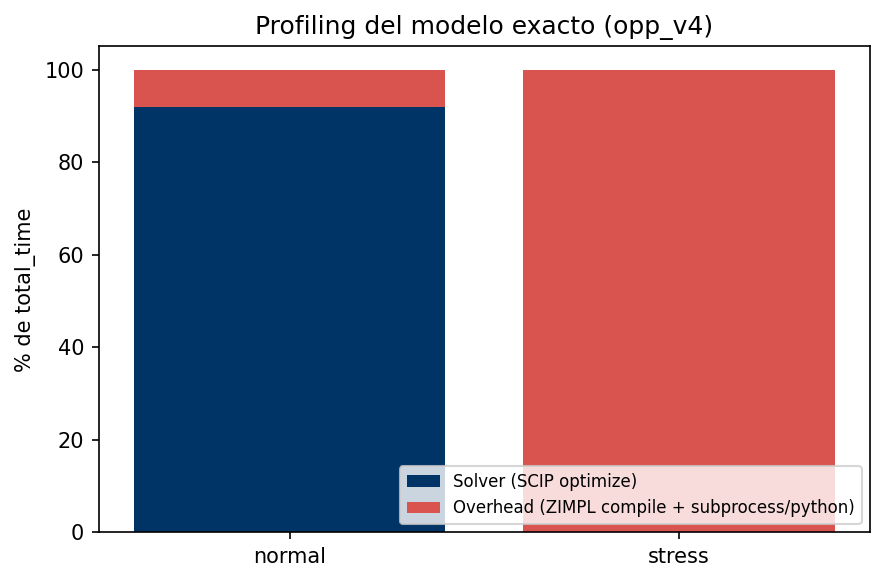 Profiling del modelo exacto (opp_v4)
% de total_time
100
80
60
40
20
0
Solver (SCIP optimize)
Overhead (ZIMPL compile + subprocess/python)
normal
stress